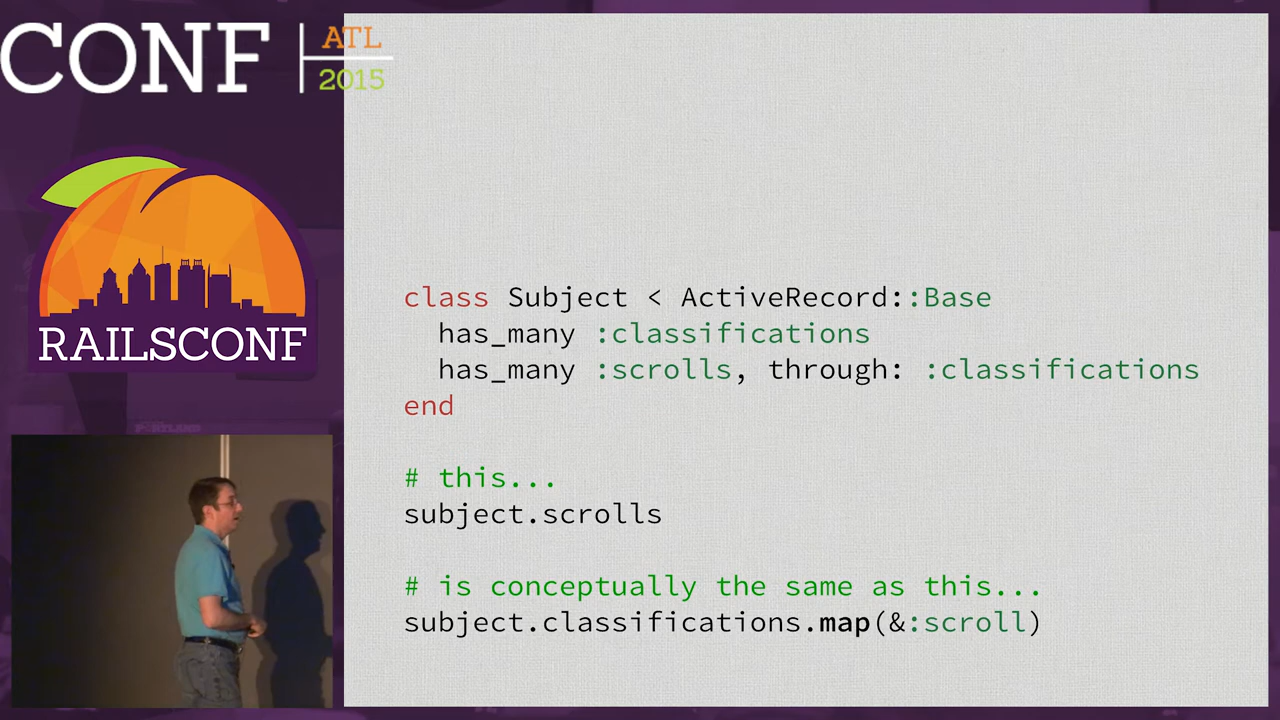 CONF
ATL
2015
RAILSCONF
class Subject < ActiveRecord::Base
  has_many :classifications
  has_many :scrolls, through: :classifications
end
# this...
subject.scrolls
# is conceptually the same as this...
subject.classifications.map(&:scroll)